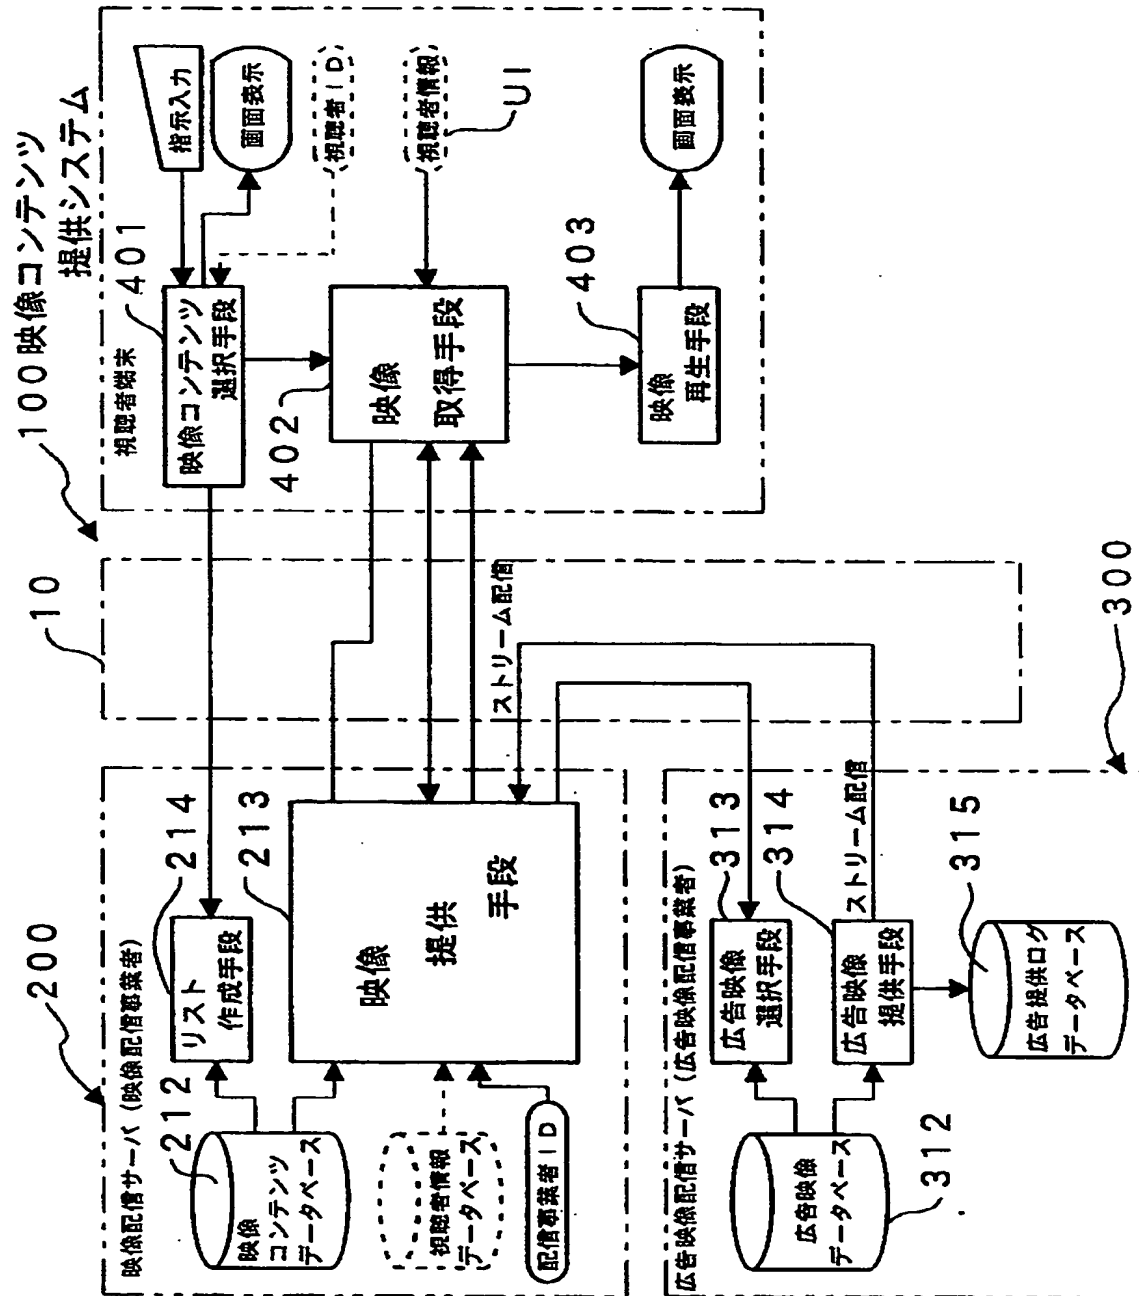 100映像コンテンツ
提供システム
視聴者端末
401
映像コンテンツ
選択手段
指示入力
画面表示
視聴者ID
402
映像
取得手段
視聴者情報
UI
403
映像
再生手段
画面表示
10
ストリーム配信
200
映像配信サーバ(映像配信事業者)
214
リスト
作成手段
212
映像
コンテンツ
データベース
213
映像
提供
手段
視聴者情報
データベース
配信事業者ID
300
広告映像配信サーバ(広告映像配信事業者)
313
広告映像
選択手段
314
広告映像
提供手段
ストリーム配信
315
広告提供ログ
データベース
広告映像
データベース
312